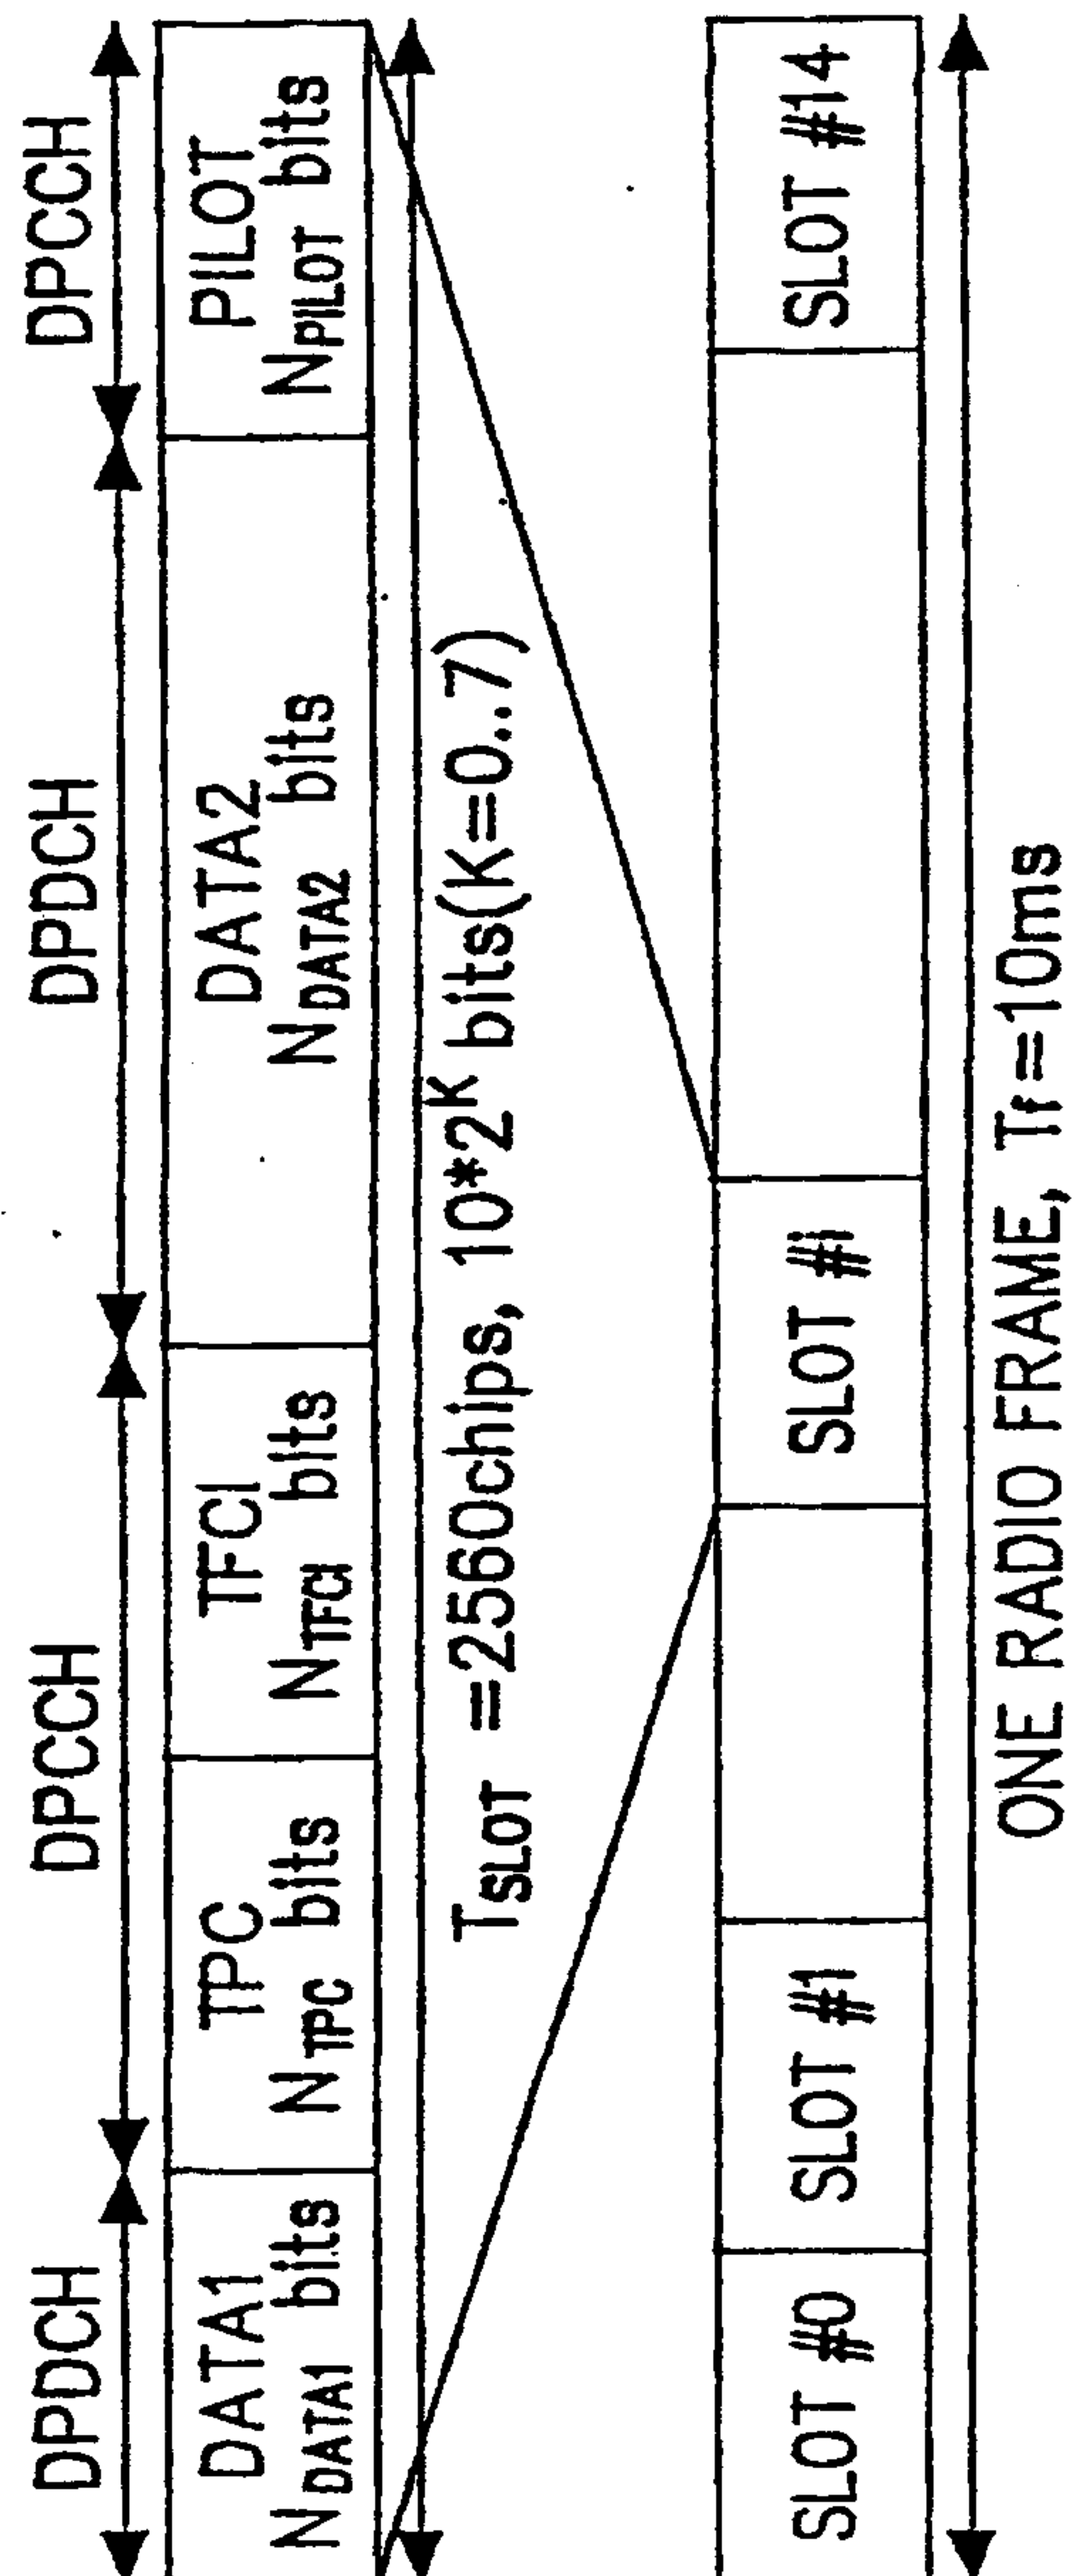 DPDCH DPCCH DPDCH DPCCH
DATA1 TPC TFCI DATA2 PILOT
NDATA1 bits NTPC bits NTFCI bits NDATA2 bits NPILOT bits
TSLOT =2560chips, 10*2K bits(K=0..7)
SLOT #0 SLOT #1 SLOT #i SLOT #14
ONE RADIO FRAME, Tf=10ms